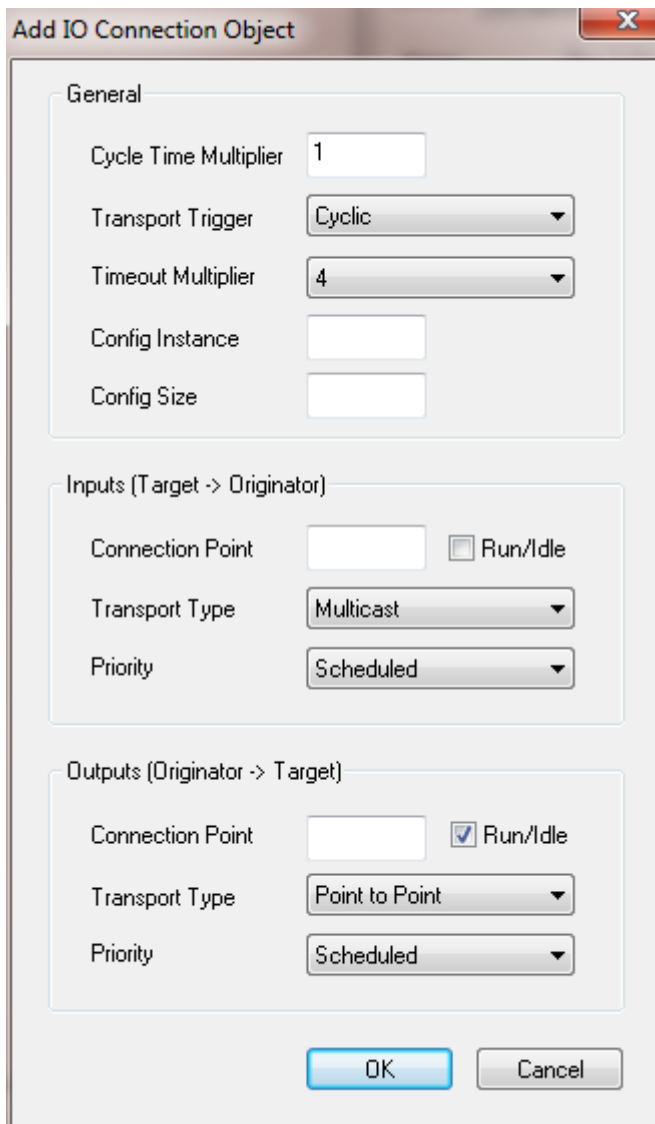 Add IO Connection Object
General
Cycle Time Multiplier 1
Transport Trigger Cyclic
Timeout Multiplier 4
Config Instance
Config Size
Inputs (Target -> Originator)
Connection Point Run/Idle
Transport Type Multicast
Priority Scheduled
Outputs (Originator -> Target)
Connection Point Run/Idle
Transport Type Point to Point
Priority Scheduled
OK Cancel